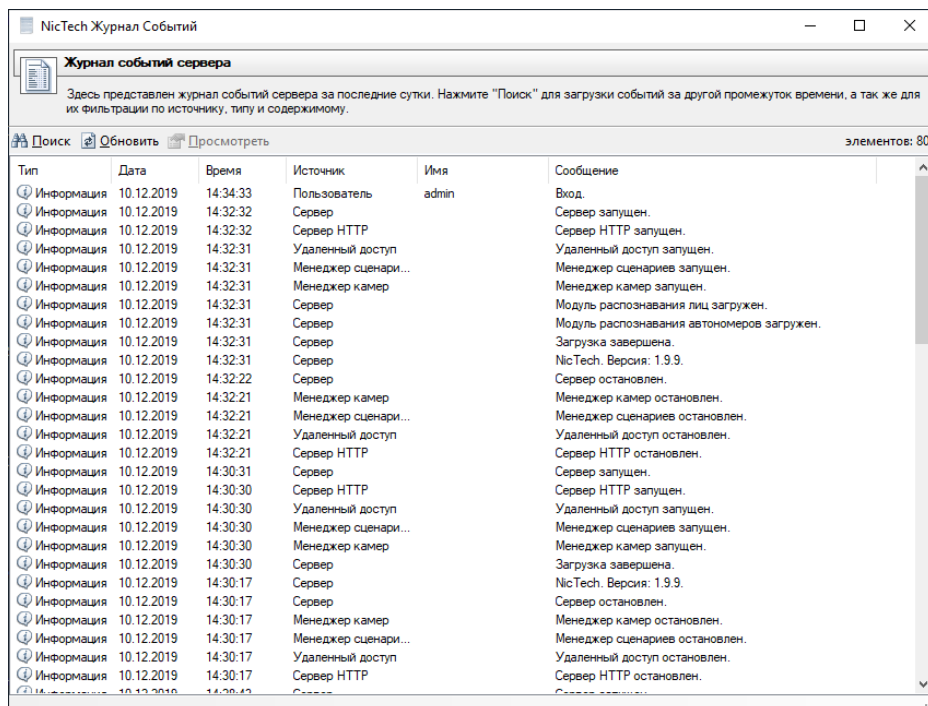 NicTech Журнал Событий
Журнал событий сервера
Здесь представлен журнал событий сервера за последние сутки. Нажмите "Поиск" для загрузки событий за другой промежуток времени, а так же для
их фильтрации по источнику, типу и содержимому.
Поиск Обновить Просмотреть элементов: 80
Тип Дата Время Источник Имя Сообщение
Информация 10.12.2019 14:34:33 Пользователь admin Вход.
Информация 10.12.2019 14:32:32 Сервер Сервер запущен.
Информация 10.12.2019 14:32:32 Сервер HTTP Сервер HTTP запущен.
Информация 10.12.2019 14:32:31 Удаленный доступ Удаленный доступ запущен.
Информация 10.12.2019 14:32:31 Менеджер сценари... Менеджер сценариев запущен.
Информация 10.12.2019 14:32:31 Менеджер камер Менеджер камер запущен.
Информация 10.12.2019 14:32:31 Сервер Модуль распознавания лиц загружен.
Информация 10.12.2019 14:32:31 Сервер Модуль распознавания автономеров загружен.
Информация 10.12.2019 14:32:31 Сервер Загрузка завершена.
Информация 10.12.2019 14:32:31 Сервер NicTech. Версия: 1.9.9.
Информация 10.12.2019 14:32:22 Сервер Сервер остановлен.
Информация 10.12.2019 14:32:21 Менеджер камер Менеджер камер остановлен.
Информация 10.12.2019 14:32:21 Менеджер сценари... Менеджер сценариев остановлен.
Информация 10.12.2019 14:32:21 Удаленный доступ Удаленный доступ остановлен.
Информация 10.12.2019 14:32:21 Сервер HTTP Сервер HTTP остановлен.
Информация 10.12.2019 14:30:31 Сервер Сервер запущен.
Информация 10.12.2019 14:30:30 Сервер HTTP Сервер HTTP запущен.
Информация 10.12.2019 14:30:30 Удаленный доступ Удаленный доступ запущен.
Информация 10.12.2019 14:30:30 Менеджер сценари... Менеджер сценариев запущен.
Информация 10.12.2019 14:30:30 Менеджер камер Менеджер камер запущен.
Информация 10.12.2019 14:30:30 Сервер Загрузка завершена.
Информация 10.12.2019 14:30:17 Сервер NicTech. Версия: 1.9.9.
Информация 10.12.2019 14:30:17 Сервер Сервер остановлен.
Информация 10.12.2019 14:30:17 Менеджер камер Менеджер камер остановлен.
Информация 10.12.2019 14:30:17 Менеджер сценари... Менеджер сценариев остановлен.
Информация 10.12.2019 14:30:17 Удаленный доступ Удаленный доступ остановлен.
Информация 10.12.2019 14:30:17 Сервер HTTP Сервер HTTP остановлен.